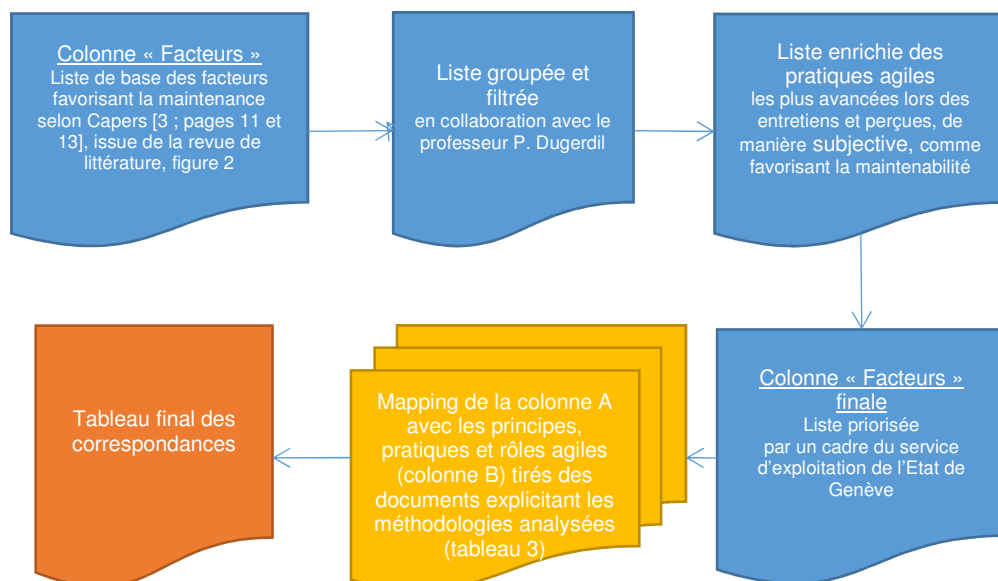 Colonne « Facteurs »
Liste de base des facteurs
favorisant la maintenance
selon Capers [3 ; pages 11 et
13], issue de la revue de
littérature, figure 2
Liste groupée et
filtrée
en collaboration avec le
professeur P. Dugerdil
Liste enrichie des
pratiques agiles
les plus avancées lors des
entretiens et perçues, de
manière subjective, comme
favorisant la maintenabilité
Colonne « Facteurs »
finale
Liste priorisée
par un cadre du service
d'exploitation de l'Etat de
Genève
Mapping de la colonne A
avec les principes,
pratiques et rôles agiles
(colonne B) tirés des
documents explicitant les
méthodologies analysées
(tableau 3)
Tableau final des
correspondances